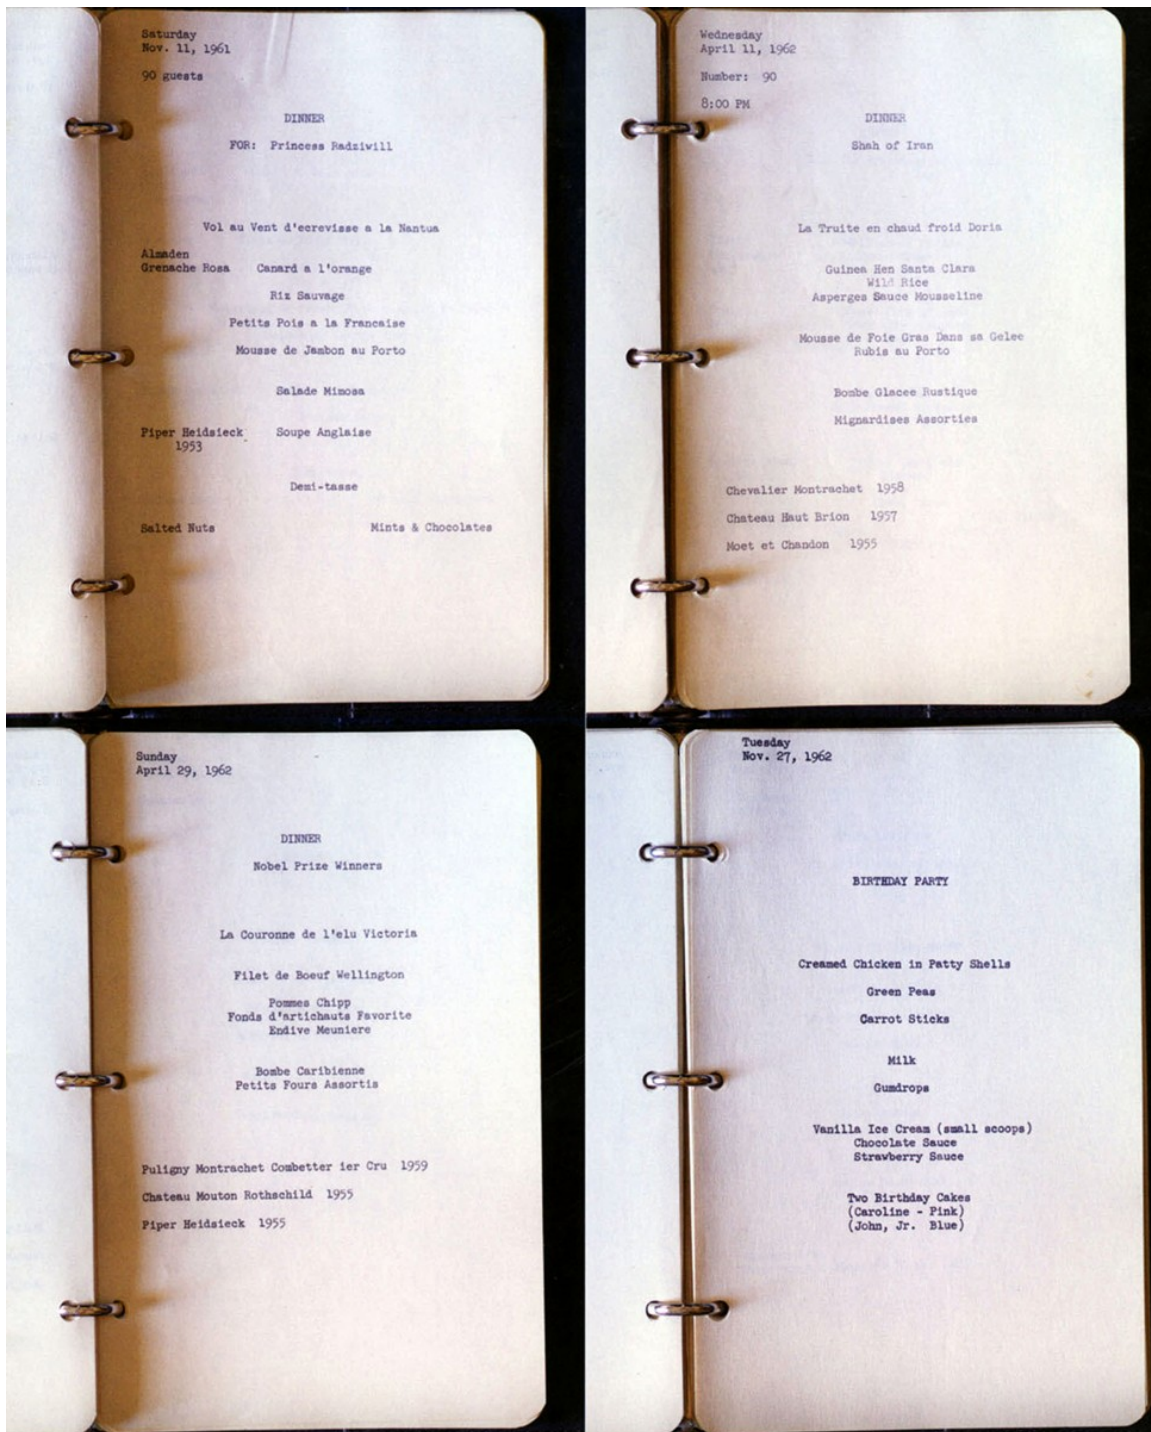 Saturday
Nov. 11, 1961
90 guests
DINNER
FOR: Princess Radziwill
Vol au Vent d'ecrevisse a la Nantua
Almaden
Grenache Rosa Canard a l'orange
Riz Sauvage
Petits Pois a la Francaise
Mousse de Jambon au Porto
Salade Mimosa
Piper Heidsieck Soupe Anglaise
1953
Demi-tasse
Salted Nuts Mints & Chocolates
Wednesday
April 11, 1962
Number: 90
8:00 PM
DINNER
Shah of Iran
La Truite en chaud froid Doria
Guinea Hen Santa Clara
Wild Rice
Asperges Sauce Mousseline
Mousse de Foie Gras Dans sa Gelee
Rubis au Porto
Bombe Glacee Rustique
Mignardises Assorties
Chevalier Montrachet 1958
Chateau Haut Brion 1957
Moet et Chandon 1955
Sunday
April 29, 1962
DINNER
Nobel Prize Winners
La Couronne de l'elu Victoria
Filet de Boeuf Wellington
Pommes Chipp
Fonds d'artichauts Favorite
Endive Meuniere
Bombe Caribienne
Petits Fours Assortis
Puligny Montrachet Combetter ier Cru 1959
Chateau Mouton Rothschild 1955
Piper Heidsieck 1955
Tuesday
Nov. 27, 1962
BIRTHDAY PARTY
Creamed Chicken in Patty Shells
Green Peas
Carrot Sticks
Milk
Gumdrops
Vanilla Ice Cream (small scoops)
Chocolate Sauce
Strawberry Sauce
Two Birthday Cakes
(Caroline - Pink)
(John, Jr. Blue)